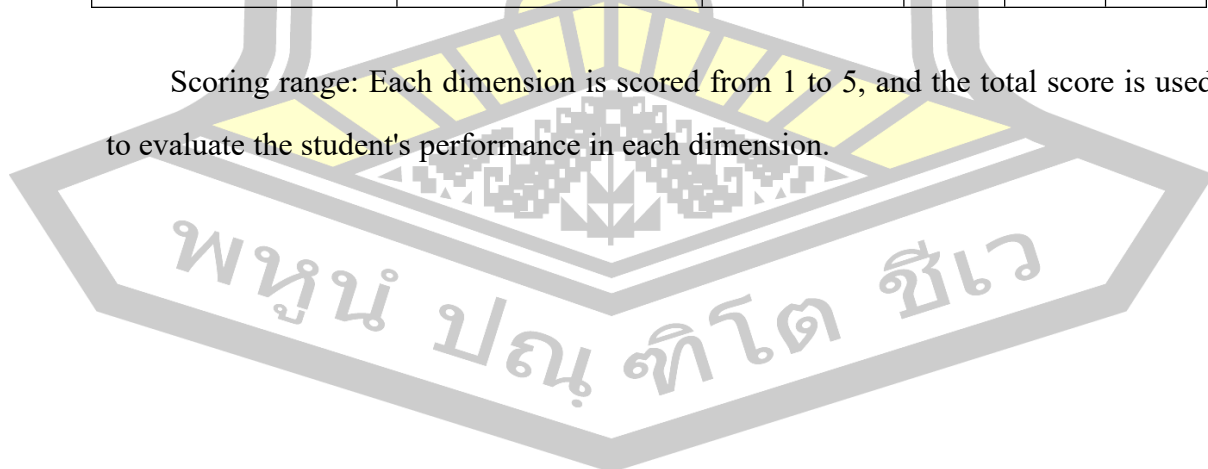 Scoring range: Each dimension is scored from 1 to 5, and the total score is used
to evaluate the student's performance in each dimension.
พหูนํ ปณฺฑิโต ชีเว